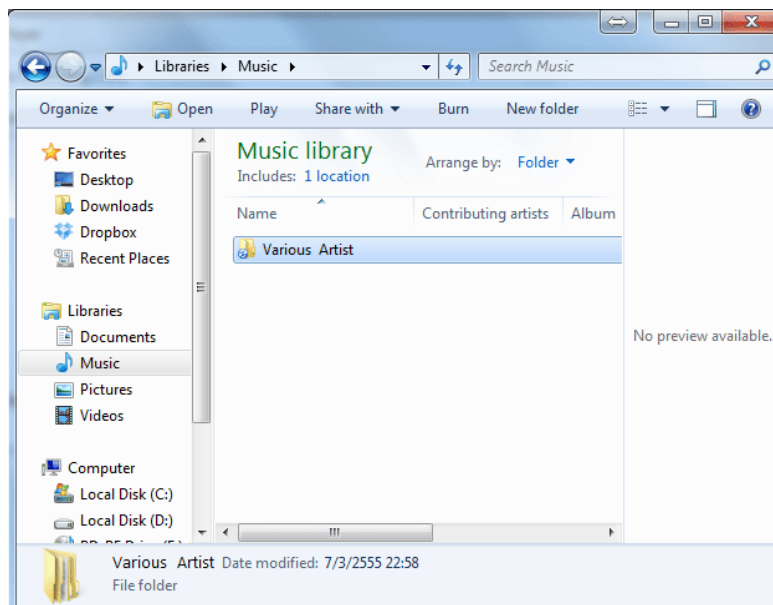 Libraries Music
Search Music
Organize Open Play Share with Burn New folder
Favorites
Desktop
Downloads
Dropbox
Recent Places
Libraries
Documents
Music
Pictures
Videos
Computer
Local Disk (C:)
Local Disk (D:)
Music library
Includes: 1 location
Arrange by: Folder
Name Contributing artists Album
Various Artist
No preview available.
Various Artist Date modified: 7/3/2555 22:58
File folder